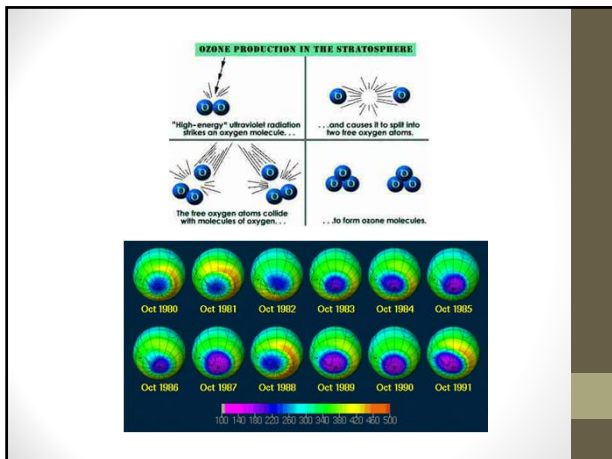 OZONE PRODUCTION IN THE STRATOSPHERE
O O
"High-energy" ultraviolet radiation
strikes an oxygen molecule. . .
O O
. . .and causes it to split into
two free oxygen atoms.
O O
O O O O
The free oxygen atoms collide
with molecules of oxygen. . .
O O
O O O O
. . .to form ozone molecules.
Oct 1980 Oct 1981 Oct 1982 Oct 1983 Oct 1984 Oct 1985
Oct 1986 Oct 1987 Oct 1988 Oct 1989 Oct 1990 Oct 1991
100 140 180 220 260 300 340 380 420 460 500